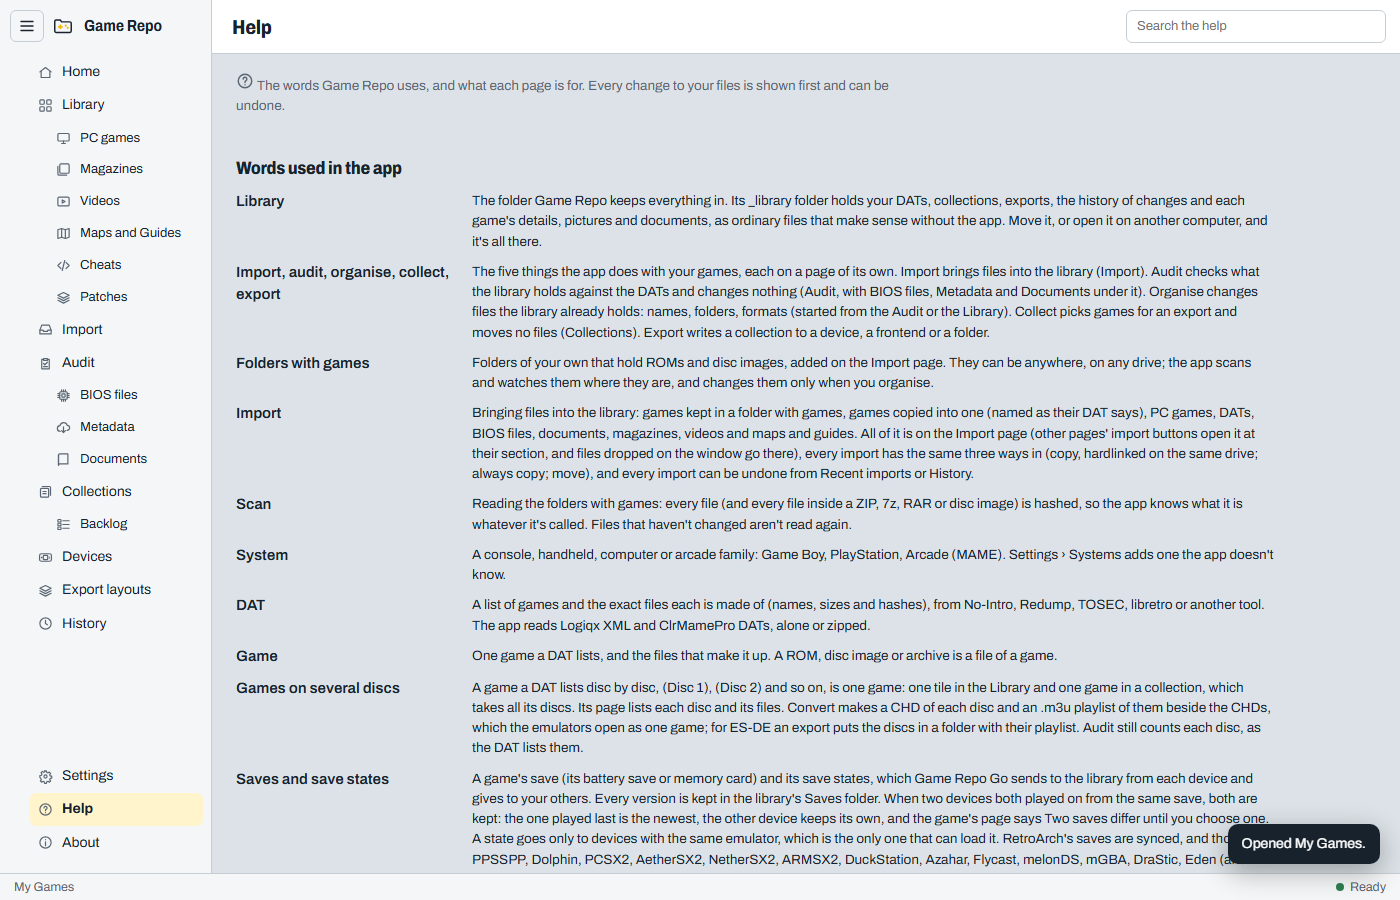 Game Repo
Help
Search the help
Home
Library
PC games
Magazines
Videos
Maps and Guides
Cheats
Patches
Import
Audit
BIOS files
Metadata
Documents
Collections
Backlog
Devices
Export layouts
History
Settings
Help
About
The words Game Repo uses, and what each page is for. Every change to your files is shown first and can be
undone.
Words used in the app
Library
The folder Game Repo keeps everything in. Its _library folder holds your DATs, collections, exports, the history of changes and each
game's details, pictures and documents, as ordinary files that make sense without the app. Move it, or open it on another computer, and
it's all there.
Import, audit, organise, collect,
export
The five things the app does with your games, each on a page of its own. Import brings files into the library (Import). Audit checks what
the library holds against the DATs and changes nothing (Audit, with BIOS files, Metadata and Documents under it). Organise changes
files the library already holds: names, folders, formats (started from the Audit or the Library). Collect picks games for an export and
moves no files (Collections). Export writes a collection to a device, a frontend or a folder.
Folders with games
Folders of your own that hold ROMs and disc images, added on the Import page. They can be anywhere, on any drive; the app scans
and watches them where they are, and changes them only when you organise.
Import
Bringing files into the library: games kept in a folder with games, games copied into one (named as their DAT says), PC games, DATs,
BIOS files, documents, magazines, videos and maps and guides. All of it is on the Import page (other pages' import buttons open it at
their section, and files dropped on the window go there), every import has the same three ways in (copy, hardlinked on the same drive;
always copy; move), and every import can be undone from Recent imports or History.
Scan
Reading the folders with games: every file (and every file inside a ZIP, 7z, RAR or disc image) is hashed, so the app knows what it is
whatever it's called. Files that haven't changed aren't read again.
System
A console, handheld, computer or arcade family: Game Boy, PlayStation, Arcade (MAME). Settings › Systems adds one the app doesn't
know.
DAT
A list of games and the exact files each is made of (names, sizes and hashes), from No-Intro, Redump, TOSEC, libretro or another tool.
The app reads Logiqx XML and ClrMamePro DATs, alone or zipped.
Game
One game a DAT lists, and the files that make it up. A ROM, disc image or archive is a file of a game.
Games on several discs
A game a DAT lists disc by disc, (Disc 1), (Disc 2) and so on, is one game: one tile in the Library and one game in a collection, which
takes all its discs. Its page lists each disc and its files. Convert makes a CHD of each disc and an .m3u playlist of them beside the CHDs,
which the emulators open as one game; for ES-DE an export puts the discs in a folder with their playlist. Audit still counts each disc, as
the DAT lists them.
Saves and save states
A game's save (its battery save or memory card) and its save states, which Game Repo Go sends to the library from each device and
gives to your others. Every version is kept in the library's Saves folder. When two devices both played on from the same save, both are
kept: the one played last is the newest, the other device keeps its own, and the game's page says Two saves differ until you choose one.
A state goes only to devices with the same emulator, which is the only one that can load it. RetroArch's saves are synced, and
PPSSPP, Dolphin, PCSX2, AetherSX2, NetherSX2, ARMSX2, DuckStation, Azahar, Flycast, melonDS, mGBA, DraStic, Eden
Opened My Games.
My Games
Ready